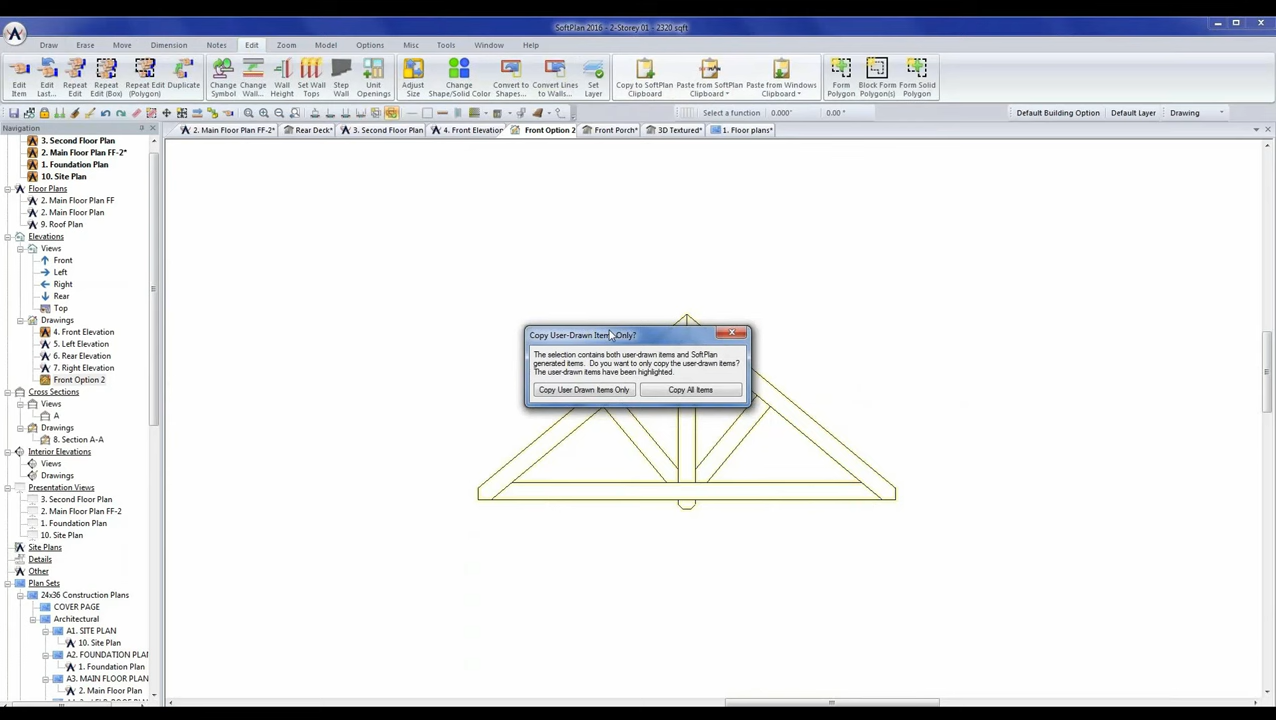 SoftPlan 2016 - 2-Storey 01 - 2320 sqft
Draw Erase Move Dimension Notes Edit Zoom Model Options Misc Tools Window Help
Edit Item
Edit Last...
Repeat Edit
Repeat Edit (Box)
Repeat Edit Polygon
Duplicate
Change Symbol
Change Wall...
Wall Height
Set Wall Tops
Step Wall
Unit Openings
Adjust Size
Change Shape/Solid Color
Convert to Shapes...
Convert Lines to Walls...
Set Layer
Copy to SoftPlan Clipboard
Paste from SoftPlan Clipboard
Paste from Windows Clipboard
Form Polygon
Block Form Polygon(s)
Form Solid Polygon
Select a function 0.000" 0.00 ° Default Building Option Default Layer Drawing
Navigation
2. Main Floor Plan FF-2* Rear Deck* 3. Second Floor Plan 4. Front Elevation Front Option 2 Front Porch* 3D Textured* 1. Floor plans*
3. Second Floor Plan
2. Main Floor Plan FF-2*
1. Foundation Plan
10. Site Plan
Floor Plans
2. Main Floor Plan FF
2. Main Floor Plan
9. Roof Plan
Elevations
Views
Front
Left
Right
Rear
Top
Drawings
4. Front Elevation
5. Left Elevation
6. Rear Elevation
7. Right Elevation
Front Option 2
Cross Sections
Views
A
Drawings
8. Section A-A
Interior Elevations
Views
Drawings
Presentation Views
3. Second Floor Plan
2. Main Floor Plan FF-2
1. Foundation Plan
10. Site Plan
Site Plans
Details
Other
Plan Sets
24x36 Construction Plans
COVER PAGE
Architectural
A1. SITE PLAN
10. Site Plan
A2. FOUNDATION PLAN
1. Foundation Plan
A3. MAIN FLOOR PLAN
2. Main Floor Plan
Copy User-Drawn Items Only?
The selection contains both user-drawn items and SoftPlan
generated items. Do you want to only copy the user-drawn items?
The user-drawn items have been highlighted.
Copy User Drawn Items Only Copy All Items